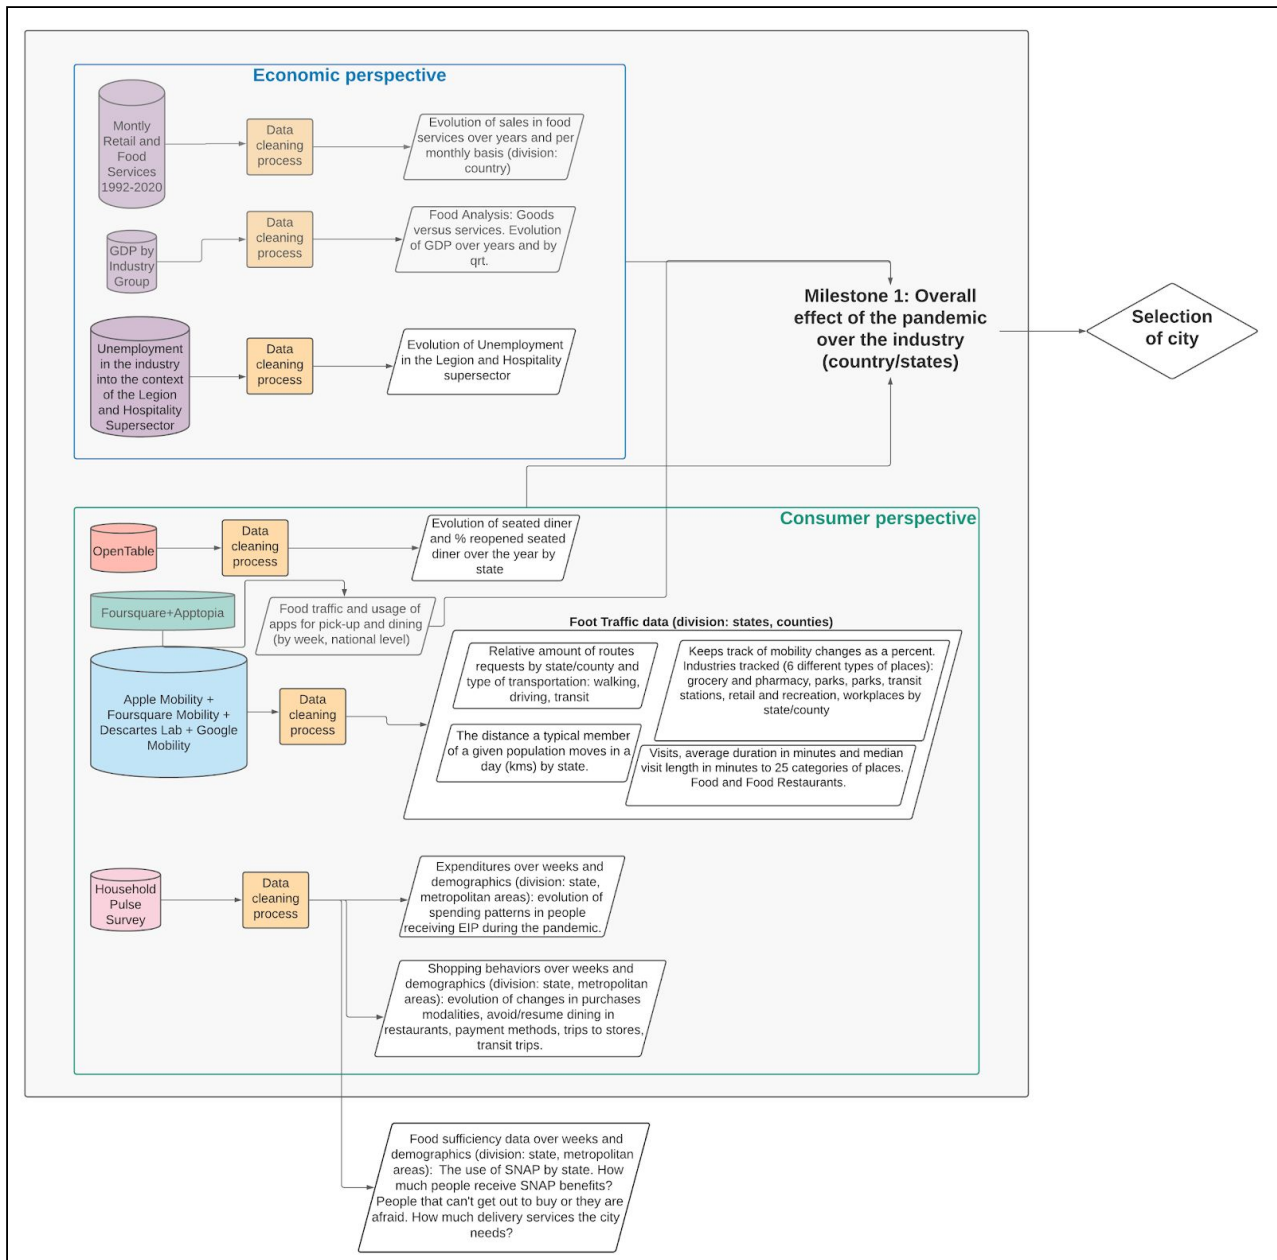 Economic perspective
Montly
Retail and
Food
Services
1992-2020
Data
cleaning
process
Evolution of sales in food
services over years and per
monthly basis (division:
country)
GDP by
Industry
Group
Data
cleaning
process
Food Analysis: Goods
versus services. Evolution
of GDP over years and by
qrt.
Unemployment
in the industry
into the context
of the Legion
and Hospitality
Supersector
Data
cleaning
process
Evolution of Unemployment
in the Legion and Hospitality
supersector
Milestone 1: Overall
effect of the pandemic
over the industry
(country/states)
Selection
of city
Consumer perspective
OpenTable
Data
cleaning
process
Evolution of seated diner
and % reopened seated
diner over the year by
state
Foursquare+Apptopia
Food traffic and usage of
apps for pick-up and dining
(by week, national level)
Apple Mobility +
Foursquare Mobility +
Descartes Lab + Google
Mobility
Data
cleaning
process
Foot Traffic data (division: states, counties)
Relative amount of routes
requests by state/county and
type of transportation: walking,
driving, transit
Keeps track of mobility changes as a percent.
Industries tracked (6 different types of places):
grocery and pharmacy, parks, parks, transit
stations, retail and recreation, workplaces by
state/county
The distance a typical member
of a given population moves in a
day (kms) by state.
Visits, average duration in minutes and median
visit length in minutes to 25 categories of places.
Food and Food Restaurants.
Household
Pulse
Survey
Data
cleaning
process
Expenditures over weeks and
demographics (division: state,
metropolitan areas): evolution of
spending patterns in people
receiving EIP during the pandemic.
Shopping behaviors over weeks and
demographics (division: state, metropolitan
areas): evolution of changes in purchases
modalities, avoid/resume dining in
restaurants, payment methods, trips to stores,
transit trips.
Food sufficiency data over weeks and
demographics (division: state, metropolitan
areas): The use of SNAP by state. How
much people receive SNAP benefits?
People that can't get out to buy or they are
afraid. How much delivery services the city
needs?